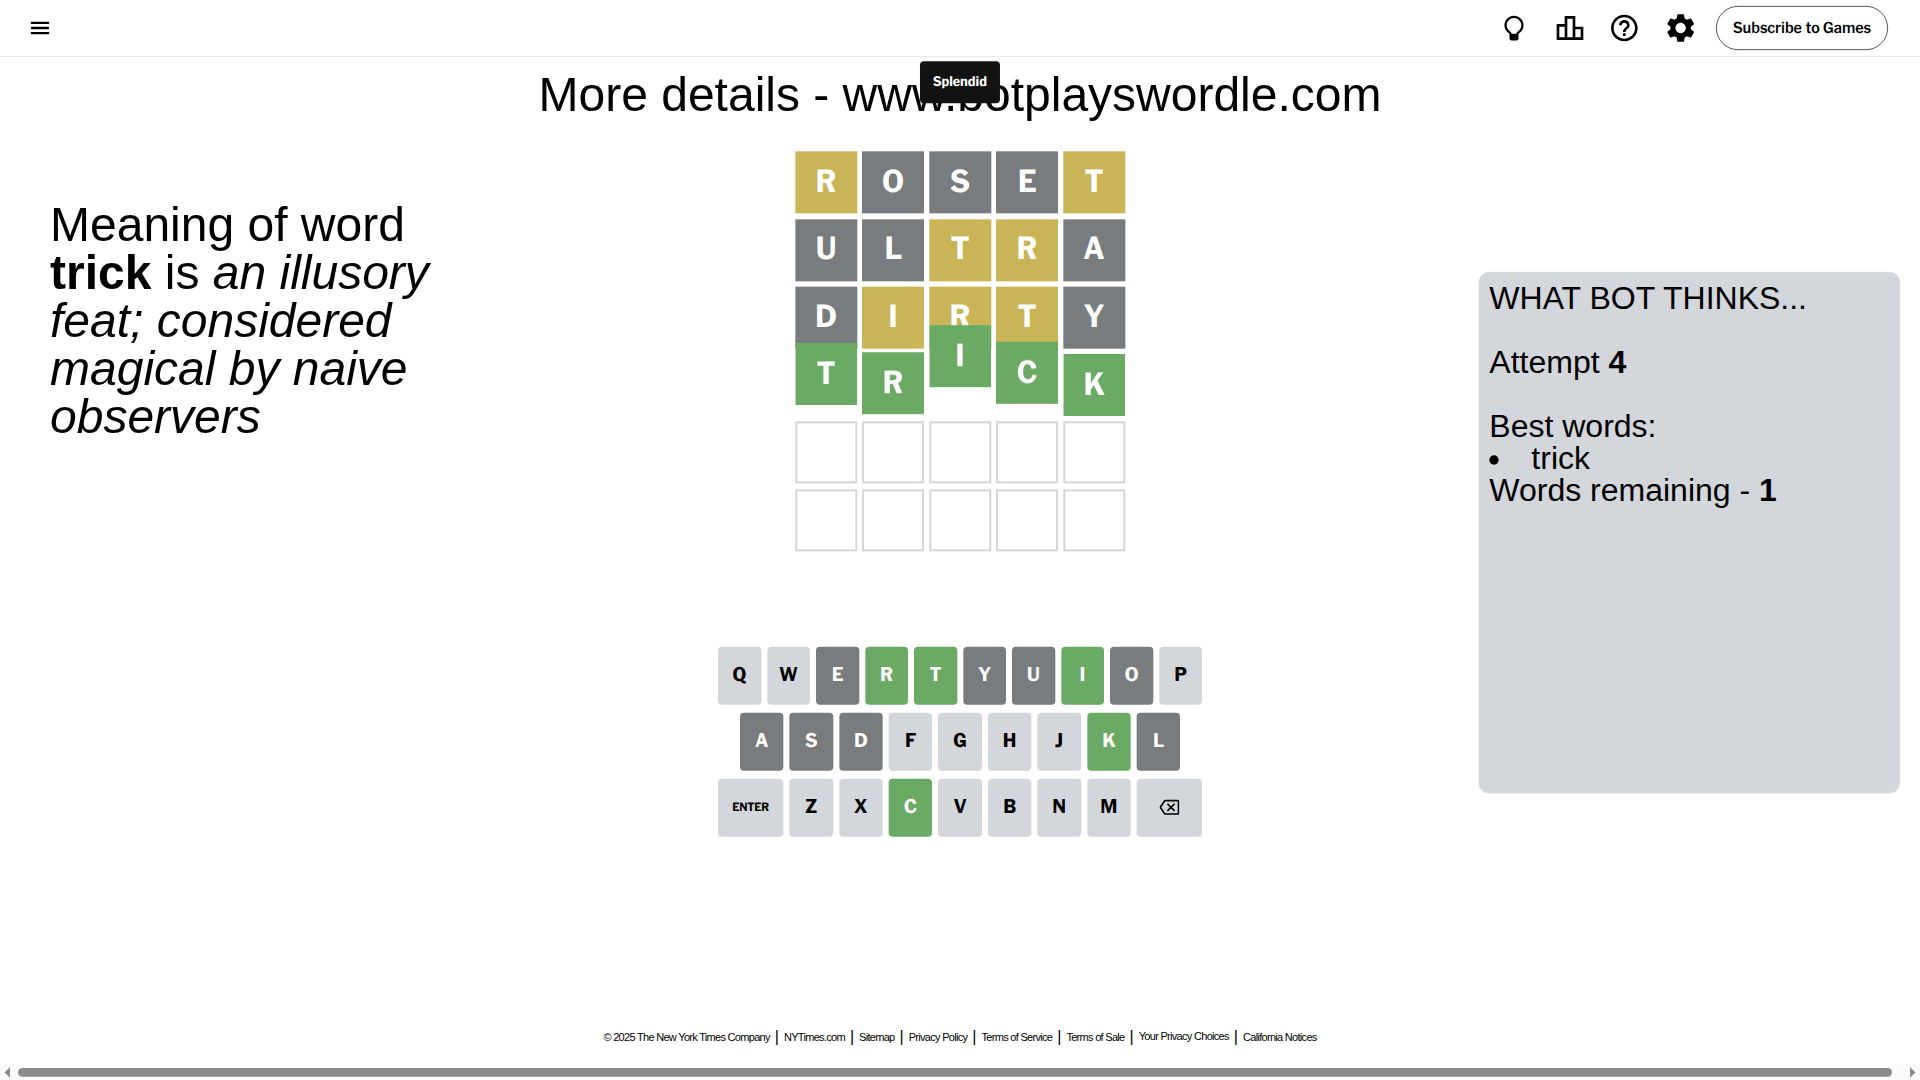 Subscribe to Games
Splendid
More details - www.botplayswordle.com
Meaning of word
trick is an illusory
feat; considered
magical by naive
observers
R O S E T
U L T R A
D I R T Y
T R I C K
WHAT BOT THINKS...
Attempt 4
Best words:
• trick
Words remaining - 1
Q W E R T Y U I O P
A S D F G H J K L
ENTER Z X C V B N M
© 2025 The New York Times Company | NYTimes.com | Sitemap | Privacy Policy | Terms of Service | Terms of Sale | Your Privacy Choices | California Notices